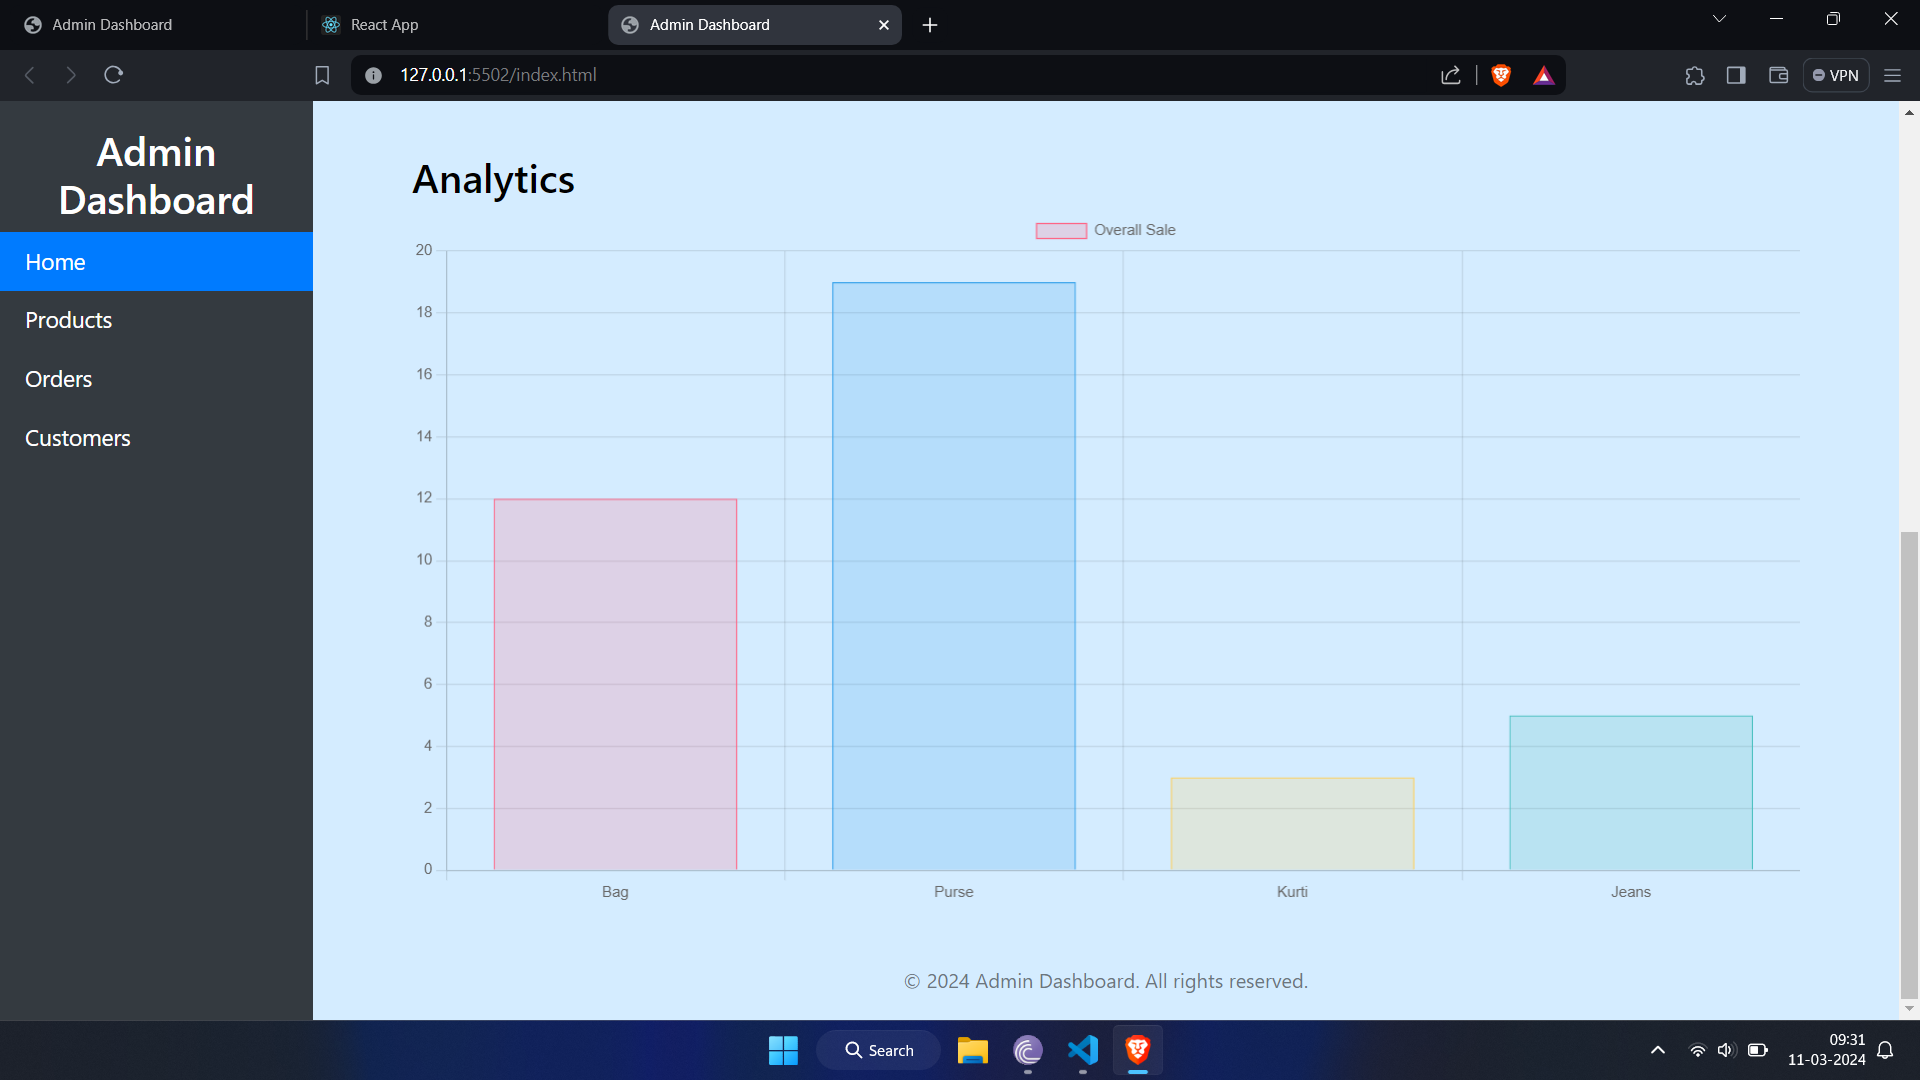 Admin Dashboard
React App
Admin Dashboard
127.0.0.1:5502/index.html
VPN
Admin
Dashboard
Home
Products
Orders
Customers
Analytics
Overall Sale
20
18
16
14
12
10
8
6
4
2
0
Bag
Purse
Kurti
Jeans
© 2024 Admin Dashboard. All rights reserved.
Search
09:31
11-03-2024